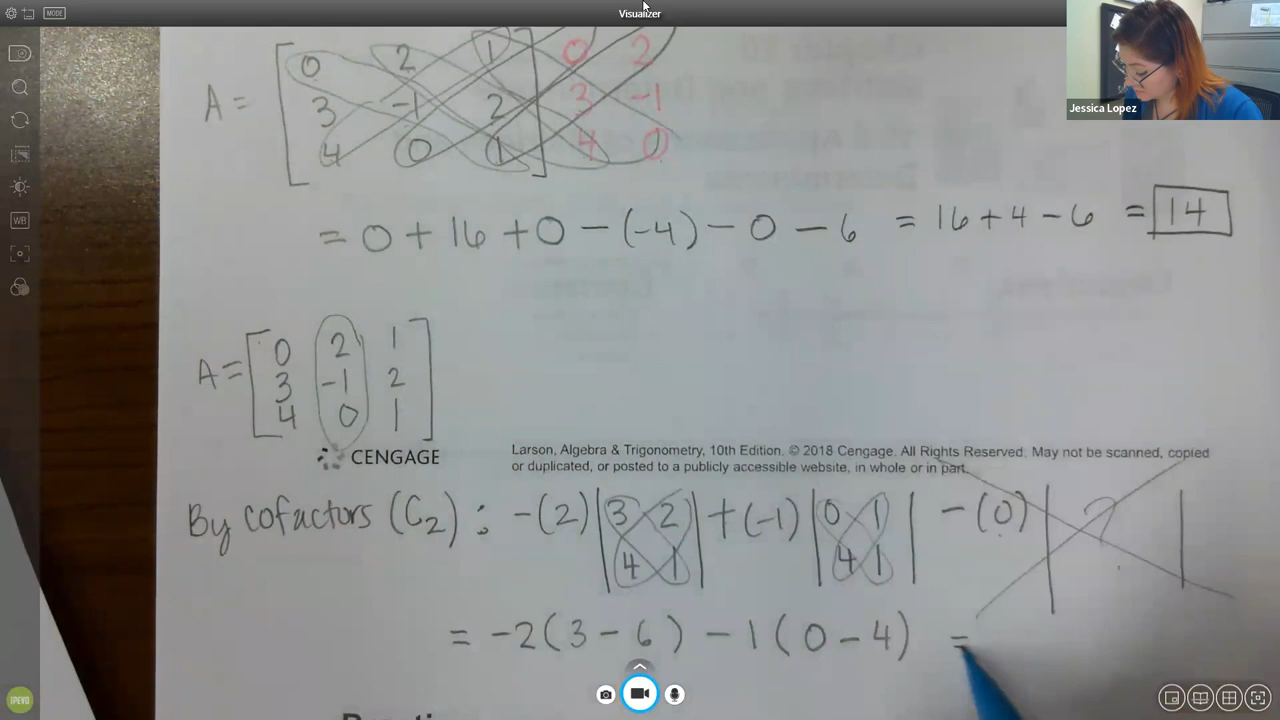 MODE
Visualizer
WB
IPEVO
Jessica Lopez
A = [ 0 2 1 ] 0 2
3 -1 2 3 -1
4 0 1 4 0
= 0 + 16 + 0 - (-4) - 0 - 6 = 16 + 4 - 6 = 14
A = [ 0 2 1 ]
3 -1 2
4 0 1
CENGAGE
Larson, Algebra & Trigonometry, 10th Edition. © 2018 Cengage. All Rights Reserved. May not be scanned, copied
or duplicated, or posted to a publicly accessible website, in whole or in part.
By cofactors (C₂) : -(2) | 3 2 | + (-1) | 0 1 | - (0) | ? |
4 1 4 1
= -2(3 - 6) - 1(0 - 4) =